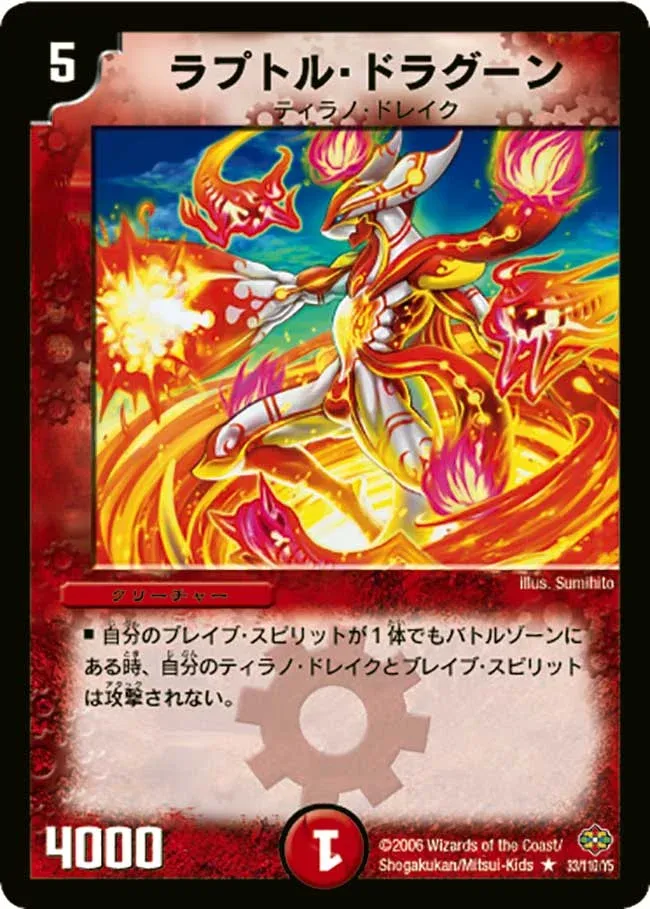 5
ラプトル・ドラグーン
ティラノ・ドレイク
illus. Sumihito
クリーチャー
■ 自分のブレイブ・スピリットが１体でもバトルゾーンに
ある時、自分のティラノ・ドレイクとブレイブ・スピリット
は攻撃されない。
4000
1
©2006 Wizards of the Coast/
Shogakukan/Mitsui-Kids ★ 33/110/Y5